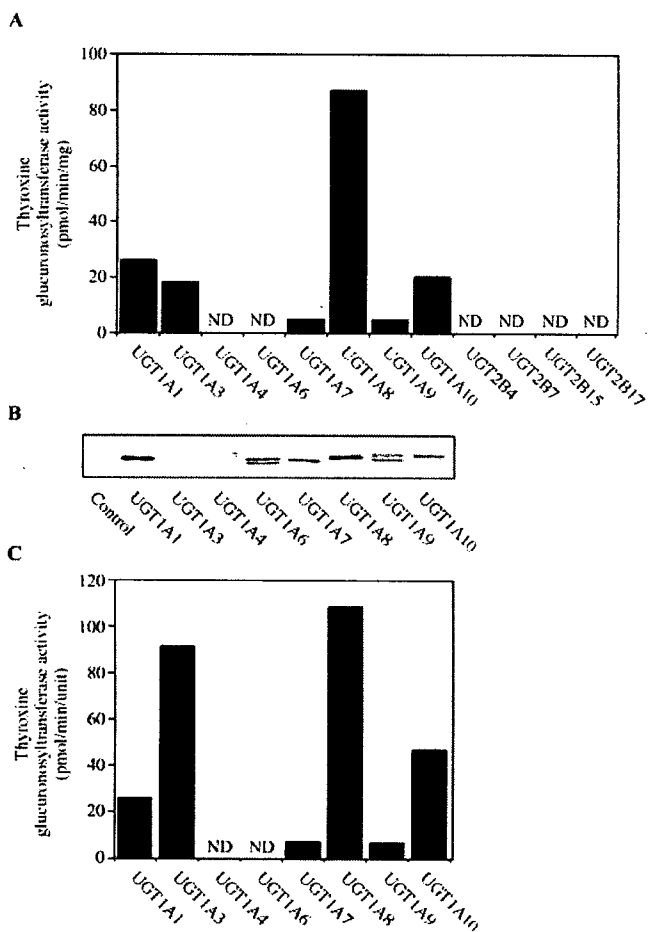 A
Thyroxine
glucuronosyltransferase activity
(pmol/min/mg)
100
80
60
40
20
0
ND
ND
ND
ND
ND
ND
UGT1A1
UGT1A3
UGT1A4
UGT1A6
UGT1A7
UGT1A8
UGT1A9
UGT1A10
UGT2B4
UGT2B7
UGT2B15
UGT2B17
B
Control
UGT1A1
UGT1A3
UGT1A4
UGT1A6
UGT1A7
UGT1A8
UGT1A9
UGT1A10
C
Thyroxine
glucuronosyltransferase activity
(pmol/min/unit)
120
100
80
60
40
20
0
ND
ND
UGT1A1
UGT1A3
UGT1A4
UGT1A6
UGT1A7
UGT1A8
UGT1A9
UGT1A10